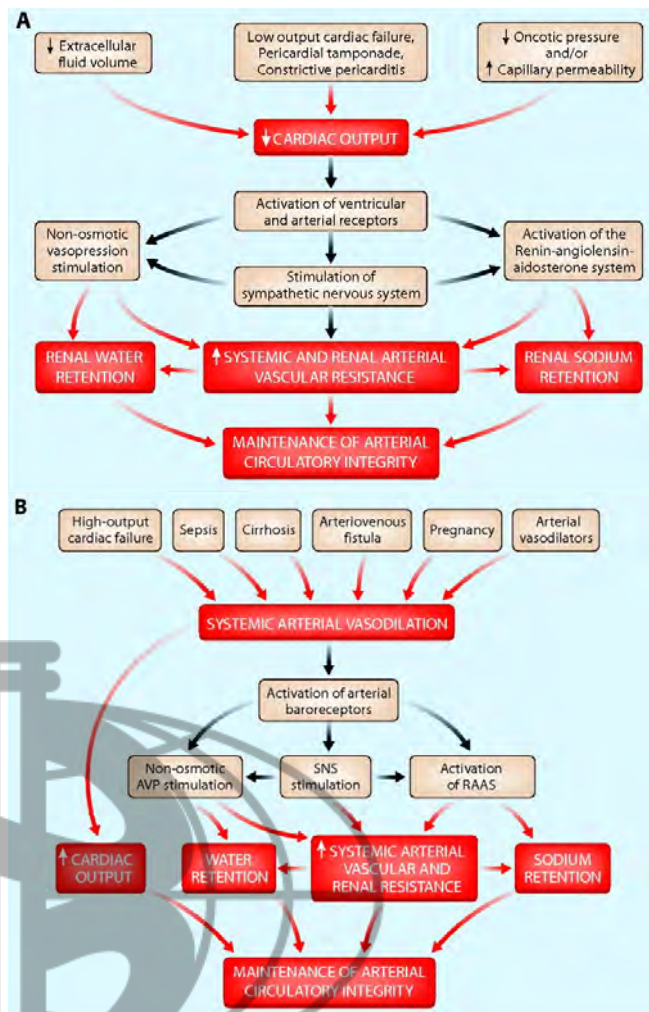 A
↓ Extracellular
fluid volume
Low output cardiac failure,
Pericardial tamponade,
Constrictive pericarditis
↓ Oncotic pressure
and/or
↑ Capillary permeability
↓ CARDIAC OUTPUT
Activation of ventricular
and arterial receptors
Non-osmotic
vasopression
stimulation
Activation of the
Renin-angiolensin-
aidosterone system
Stimulation of
sympathetic nervous system
RENAL WATER
RETENTION
↑ SYSTEMIC AND RENAL ARTERIAL
VASCULAR RESISTANCE
RENAL SODIUM
RETENTION
MAINTENANCE OF ARTERIAL
CIRCULATORY INTEGRITY
B
High-output
cardiac failure
Sepsis
Cirrhosis
Arteriovenous
fistula
Pregnancy
Arterial
vasodilators
SYSTEMIC ARTERIAL VASODILATION
Activation of arterial
baroreceptors
Non-osmotic
AVP stimulation
SNS
stimulation
Activation
of RAAS
↑ CARDIAC
OUTPUT
WATER
RETENTION
↑ SYSTEMIC ARTERIAL
VASCULAR AND
RENAL RESISTANCE
SODIUM
RETENTION
MAINTENANCE OF ARTERIAL
CIRCULATORY INTEGRITY